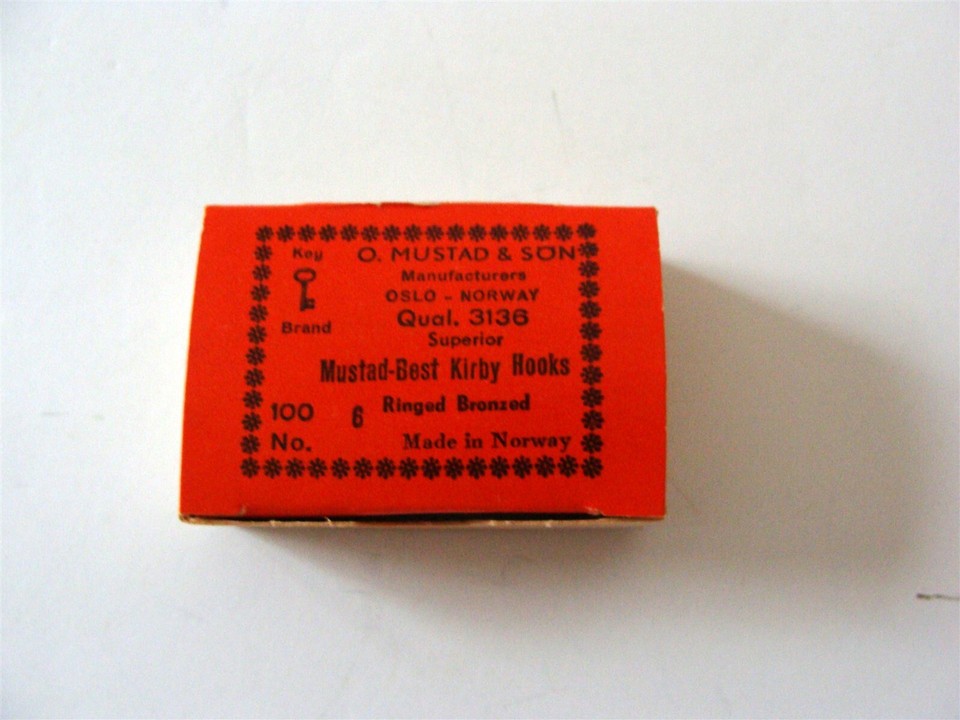 Key
Brand
O. MUSTAD & SÖN
Manufacturers
OSLO - NORWAY
Qual. 3136
Superior
Mustad-Best Kirby Hooks
100 6 Ringed Bronzed
No. Made in Norway